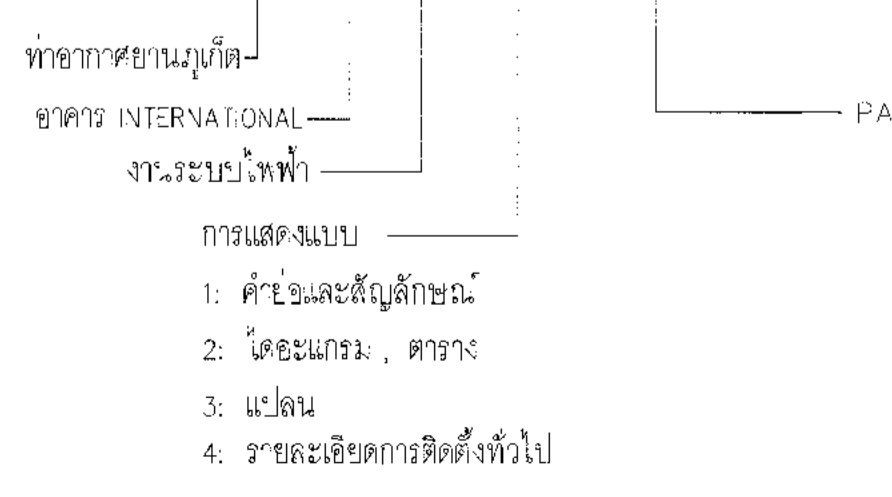 ท่าอากาศยานภูเก็ต
อาคาร INTERNATIONAL
PA
งานระบบไฟฟ้า
การแสดงแบบ
1: คำย่อและสัญลักษณ์
2: ไดอะแกรม , ตาราง
3: แปลน
4: รายละเอียดการติดตั้งทั่วไป